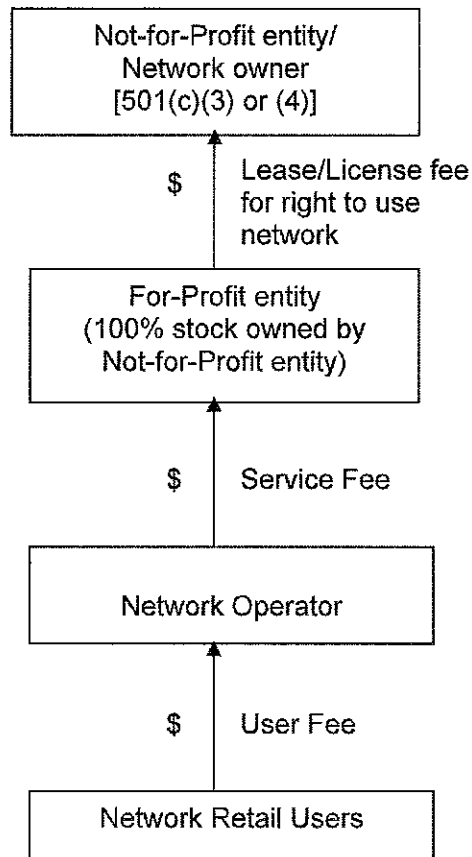 Not-for-Profit entity/
Network owner
[501(c)(3) or (4)]
$
Lease/License fee
for right to use
network
For-Profit entity
(100% stock owned by
Not-for-Profit entity)
$ Service Fee
Network Operator
$ User Fee
Network Retail Users